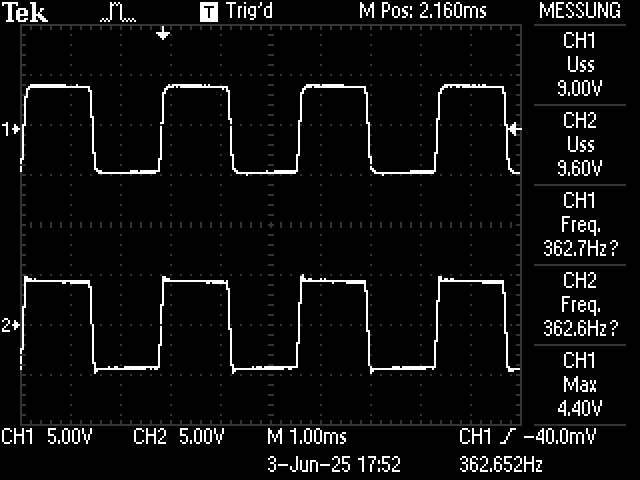 Tek T Trig'd M Pos: 2.160ms MESSUNG
CH1
Uss
9.00V
CH2
Uss
9.60V
CH1
Freq.
362.7Hz?
CH2
Freq.
362.6Hz?
CH1
Max
4.40V
1
2
CH1 5.00V CH2 5.00V M 1.00ms CH1 -40.0mV
3-Jun-25 17:52 362.652Hz